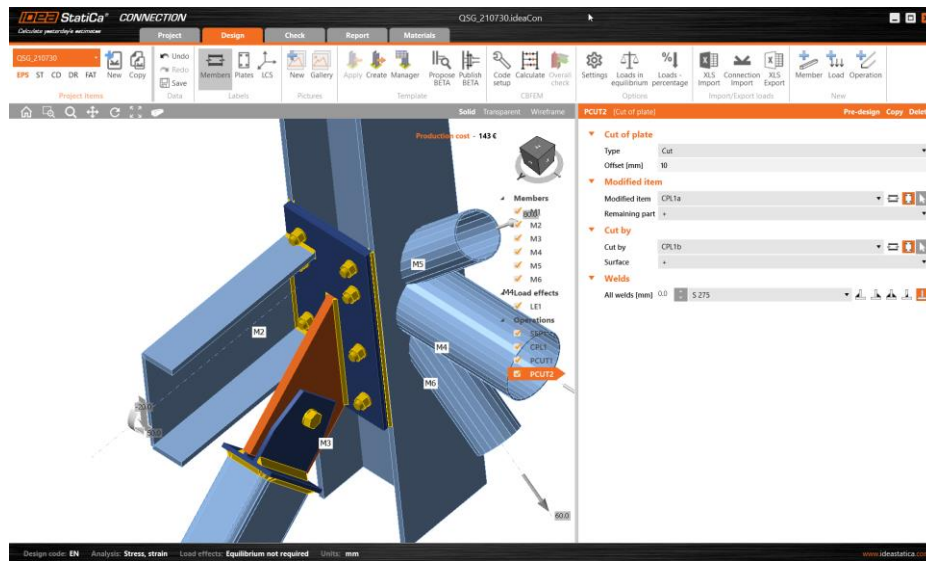 IDEA StatiCa® CONNECTION
QSG_210730.ideaCon
Calculate yesterday's estimates
Project Design Check Report Materials
QSG_210730
EPS ST CD DR FAT
New Copy
Project items
Undo
Redo
Save
Data
Members Plates LCS
Labels
New Gallery
Pictures
Apply Create Manager
Propose BETA
Publish BETA
Template
Code setup
Calculate
Overall check
CBFEM
Settings
Loads in equilibrium
Loads - percentage
Options
XLS Import
Connection Import
XLS Export
Import/Export loads
Member Load Operation
New
Solid Transparent Wireframe
Production cost - 143 €
Members
M1
M2
M3
M4
M5
M6
Load effects
LE1
Operations
CPL1
PCUT1
PCUT2
M5
M2
M4
M4
M6
M3
60.0
PCUT2 [Cut of plate]
Pre-design Copy Delet
Cut of plate
Type Cut
Offset [mm] 10
Modified item
Modified item CPL1a
Remaining part +
Cut by
Cut by CPL1b
Surface +
Welds
All welds [mm] 0.0 S 275
Design code: EN Analysis: Stress, strain Load effects: Equilibrium not required Units: mm
www.ideastatica.com